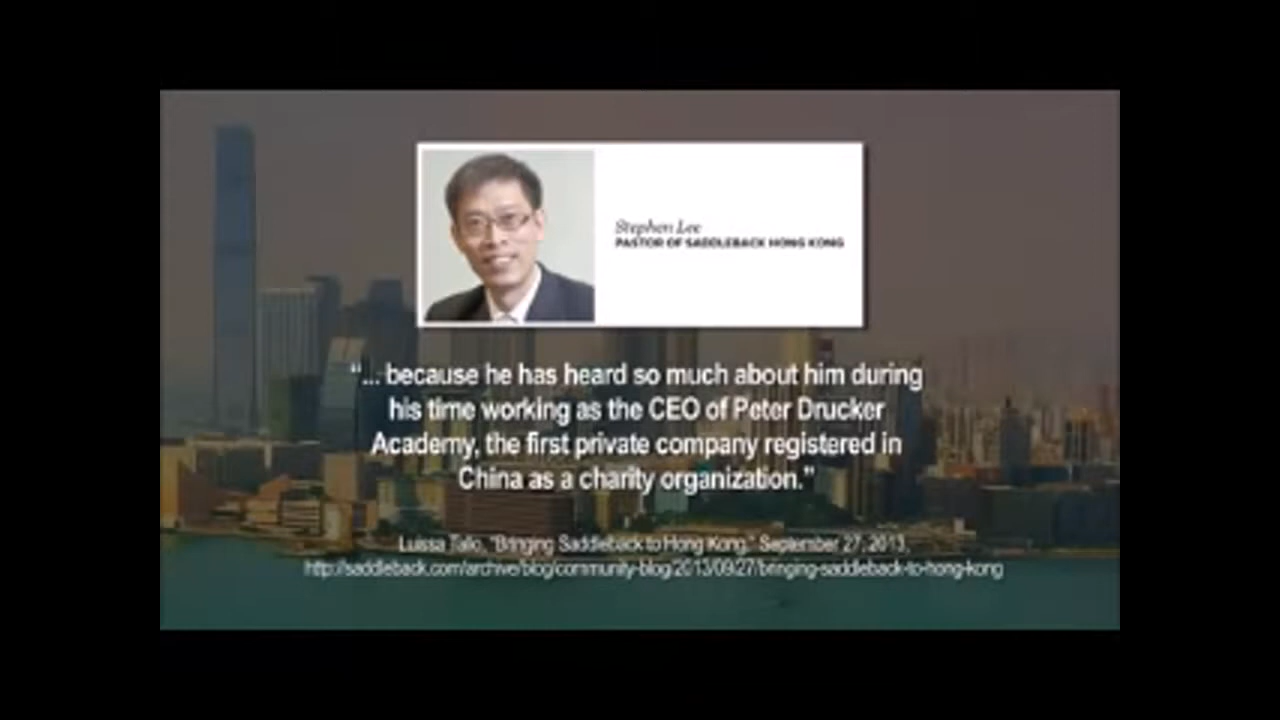 Stephen Lee
PASTOR OF SADDLEBACK HONG KONG
“... because he has heard so much about him during
his time working as the CEO of Peter Drucker
Academy, the first private company registered in
China as a charity organization.”
Luissa Tallo, "Bringing Saddleback to Hong Kong," September 27, 2013,
http://saddleback.com/archive/blog/community-blog/2013/09/27/bringing-saddleback-to-hong-kong